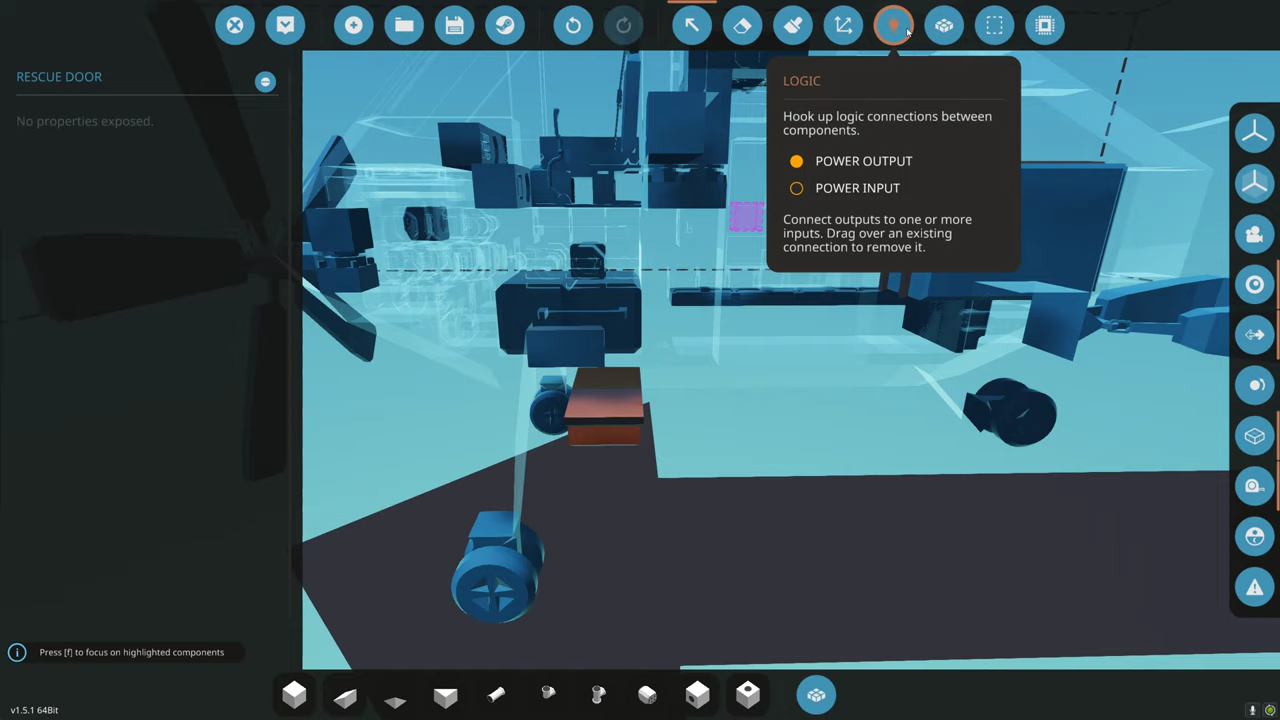 RESCUE DOOR
No properties exposed.
LOGIC
Hook up logic connections between
components.
POWER OUTPUT
POWER INPUT
Connect outputs to one or more
inputs. Drag over an existing
connection to remove it.
Press [f] to focus on highlighted components
v1.5.1 64Bit